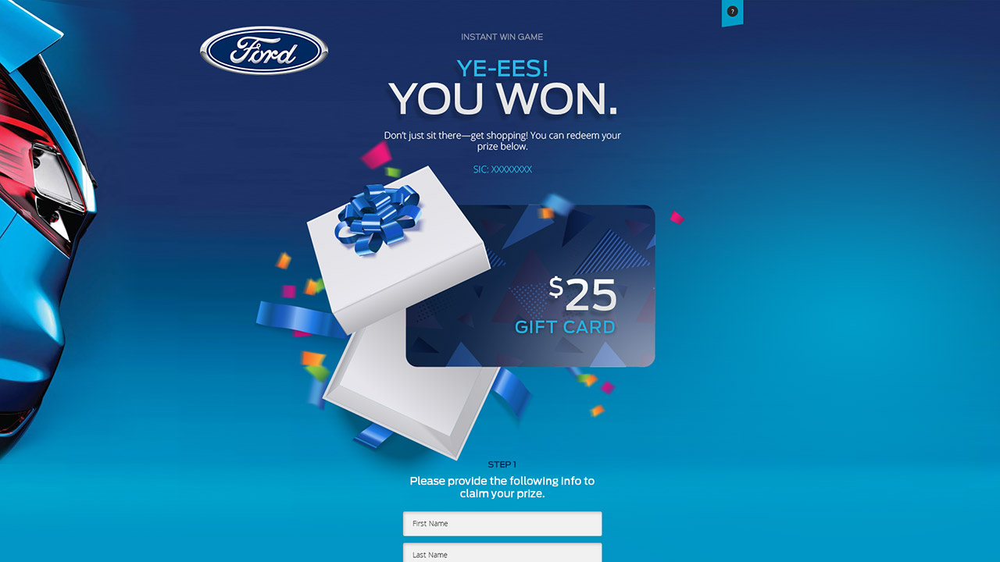 Ford
?
INSTANT WIN GAME
YE-EES!
YOU WON.
Don't just sit there—get shopping! You can redeem your
prize below.
SIC: XXXXXXXX
$25
GIFT CARD
STEP 1
Please provide the following info to
claim your prize.
First Name
Last Name